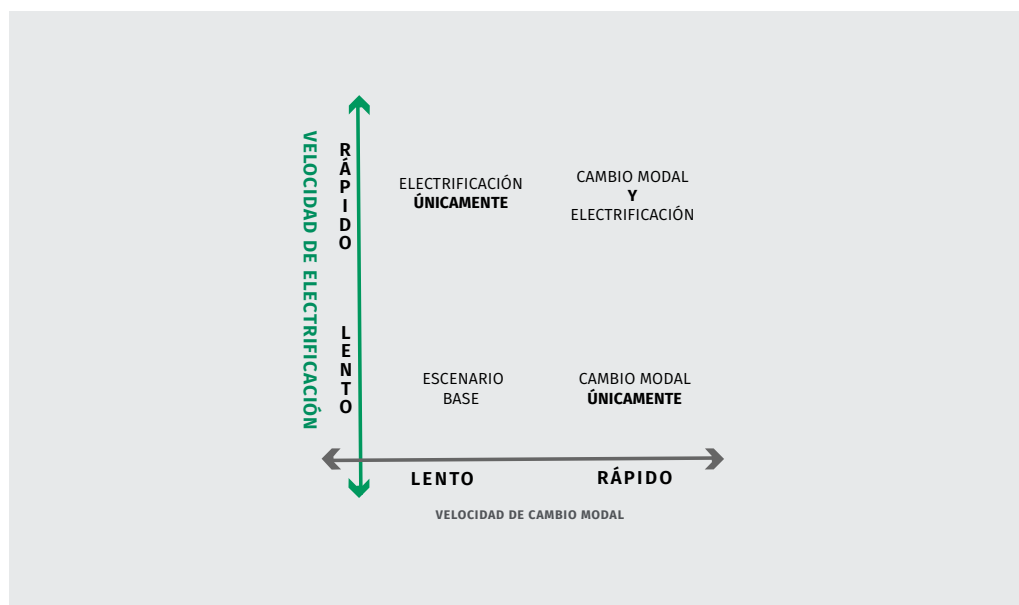 VELOCIDAD DE ELECTRIFICACIÓN
RÁPIDO
LENTO
ELECTRIFICACIÓN
ÚNICAMENTE
CAMBIO MODAL
Y
ELECTRIFICACIÓN
ESCENARIO
BASE
CAMBIO MODAL
ÚNICAMENTE
LENTO
RÁPIDO
VELOCIDAD DE CAMBIO MODAL